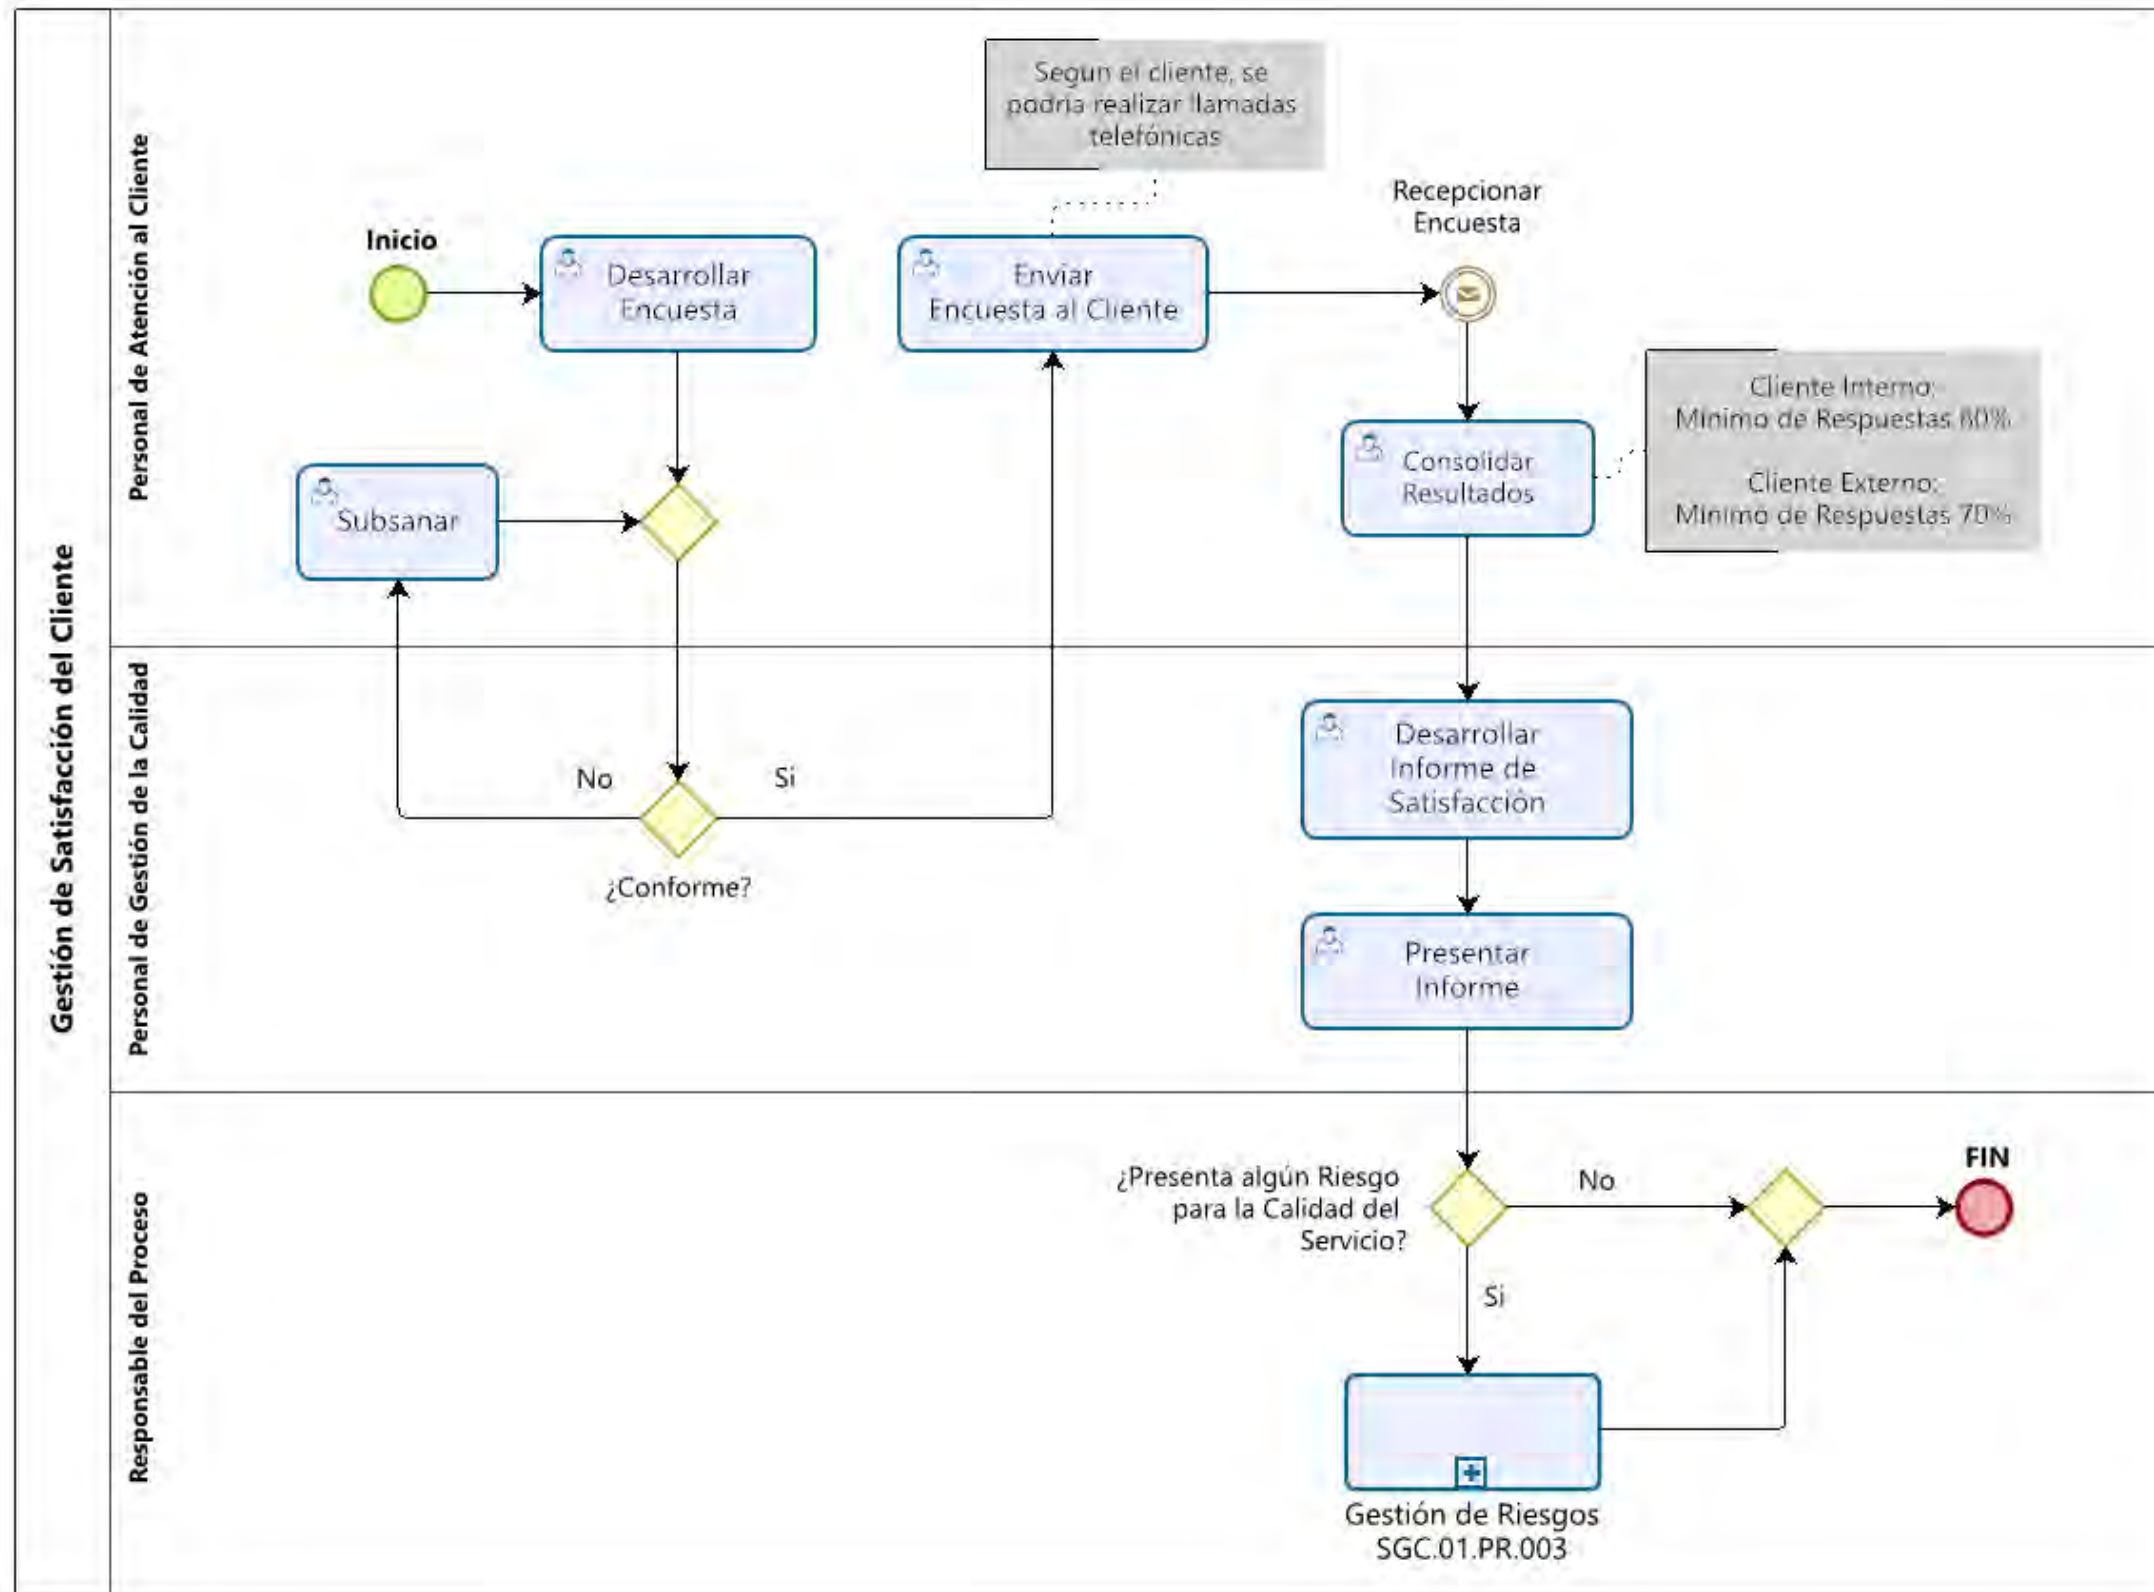 Gestión de Satisfacción del Cliente
Personal de Atención al Cliente
Segun el cliente, se
podria realizar llamadas
telefónicas
Recepcionar
Encuesta
Inicio
Desarrollar
Encuesta
Enviar
Encuesta al Cliente
Cliente Interno:
Minimo de Respuestas
Cliente Externo:
Minimo de Respuestas 70%
Consolidar
Resultados
Subsanar
Personal de Gestión de la Calidad
Desarrollar
Informe de
Satisfacción
No
Si
¿Conforme?
Presentar
Informe
Responsable del Proceso
¿Presenta algún Riesgo
para la Calidad del
Servicio?
No
FIN
Si
Gestión de Riesgos
SGC.01.PR.003